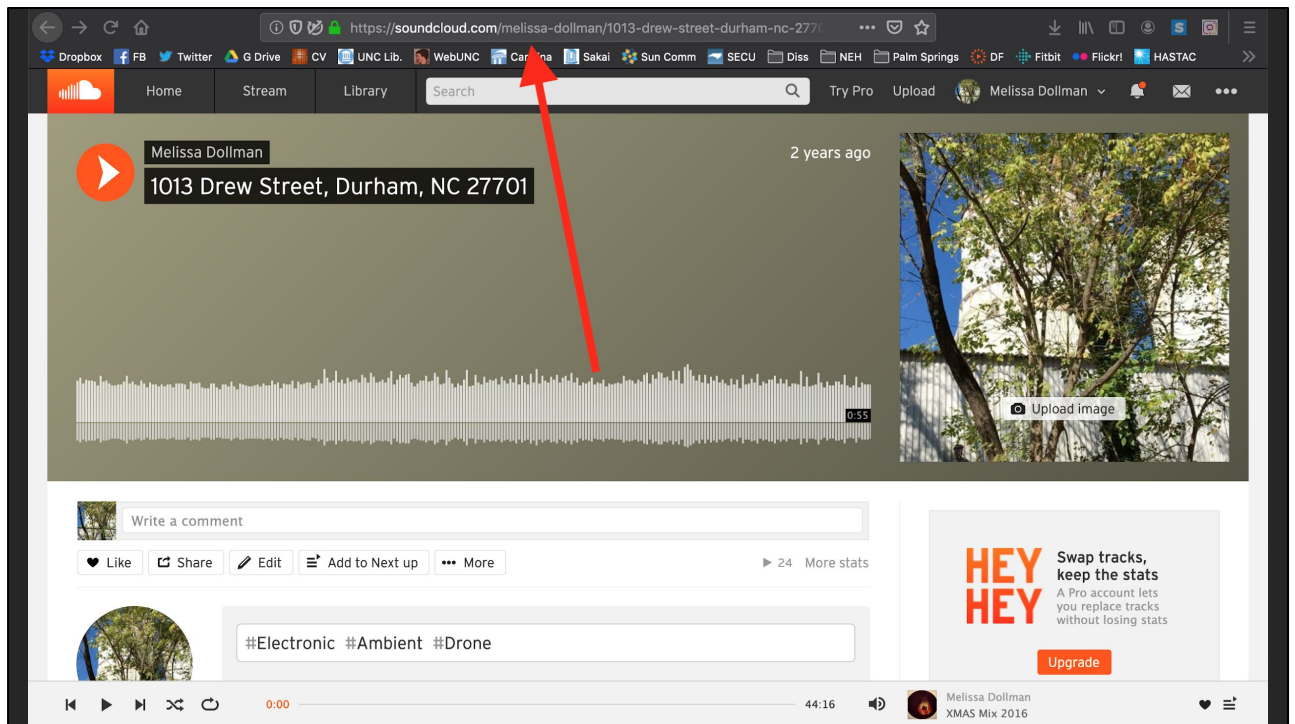 https://soundcloud.com/melissa-dollman/1013-drew-street-durham-nc-2770
Dropbox FB Twitter G Drive CV UNC Lib. WebUNC Sakai Sun Comm SECU Diss NEH Palm Springs DF Fitbit Flickr! HASTAC
Home Stream Library Search Try Pro Upload Melissa Dollman
Melissa Dollman
2 years ago
1013 Drew Street, Durham, NC 27701
0:55
Upload image
Write a comment
Like Share Edit Add to Next up More
24 More stats
HEY HEY
Swap tracks,
keep the stats
A Pro account lets
you replace tracks
without losing stats
Upgrade
#Electronic #Ambient #Drone
0:00 44:16
Melissa Dollman
XMAS Mix 2016